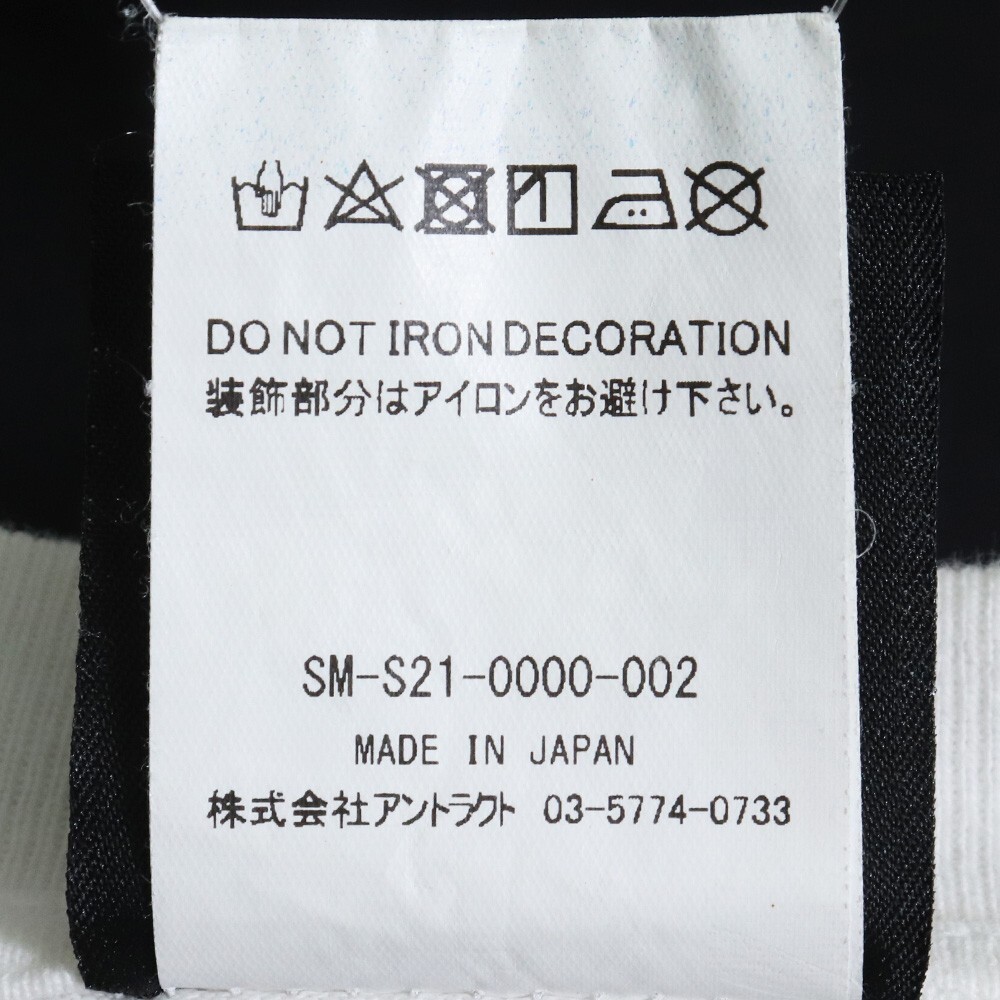 DO NOT IRON DECORATION
装飾部分はアイロンをお避け下さい。
SM-S21-0000-002
MADE IN JAPAN
株式会社アントラクト 03-5774-0733